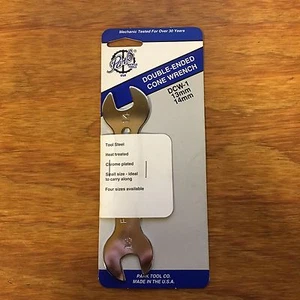 Mechanic Tested For Over 30 Years
Park
DOUBLE-ENDED
CONE WRENCH
DCW-1
13mm
14mm
Tool Steel
Heat treated
Chrome plated
Small size - ideal
to carry along
Four sizes available
PARK TOOL CO.
MADE IN THE U.S.A.